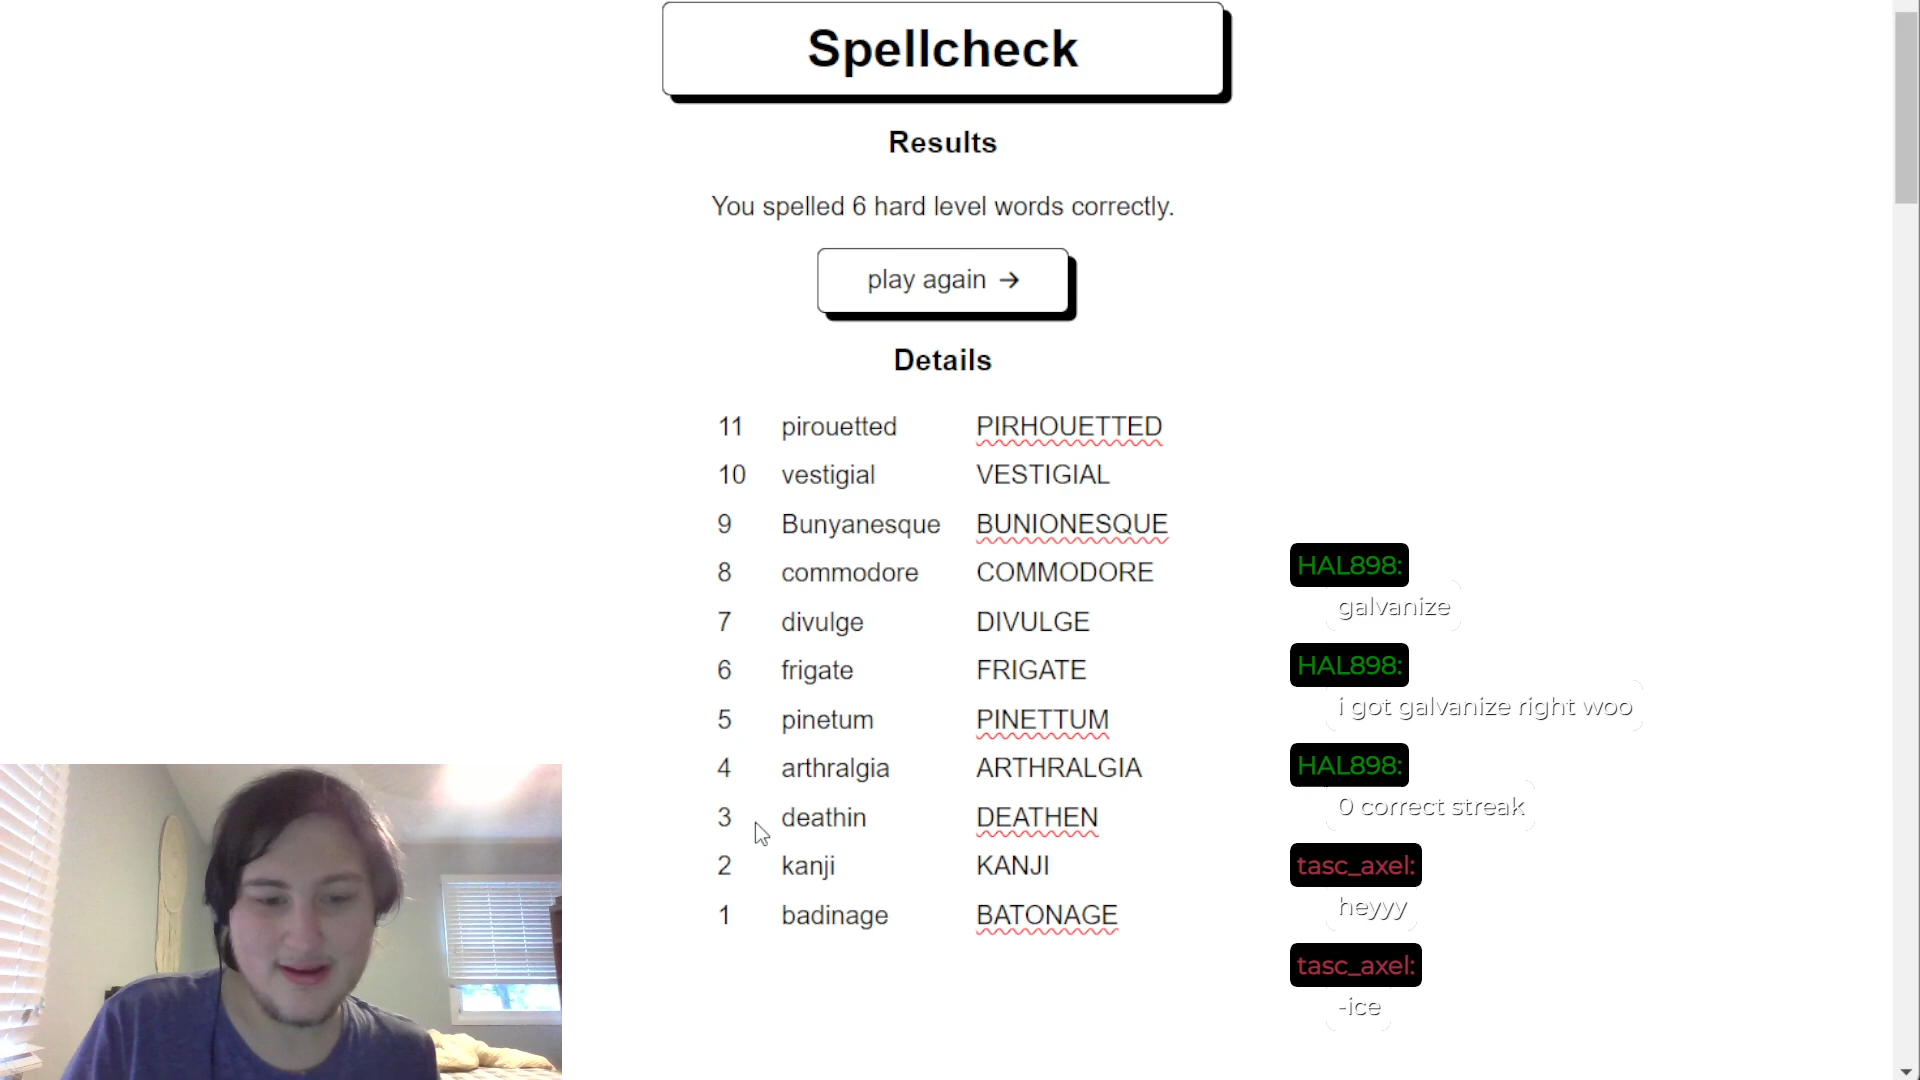 Spellcheck
Results
You spelled 6 hard level words correctly.
play again →
Details
11 pirouetted PIRHOUETTED
10 vestigial VESTIGIAL
9 Bunyanesque BUNIONESQUE
8 commodore COMMODORE
7 divulge DIVULGE
6 frigate FRIGATE
5 pinetum PINETTUM
4 arthralgia ARTHRALGIA
3 deathin DEATHEN
2 kanji KANJI
1 badinage BATONAGE
HAL898:
galvanize
HAL898:
i got galvanize right woo
HAL898:
0 correct streak
tasc_axel:
heyyy
tasc_axel:
-ice